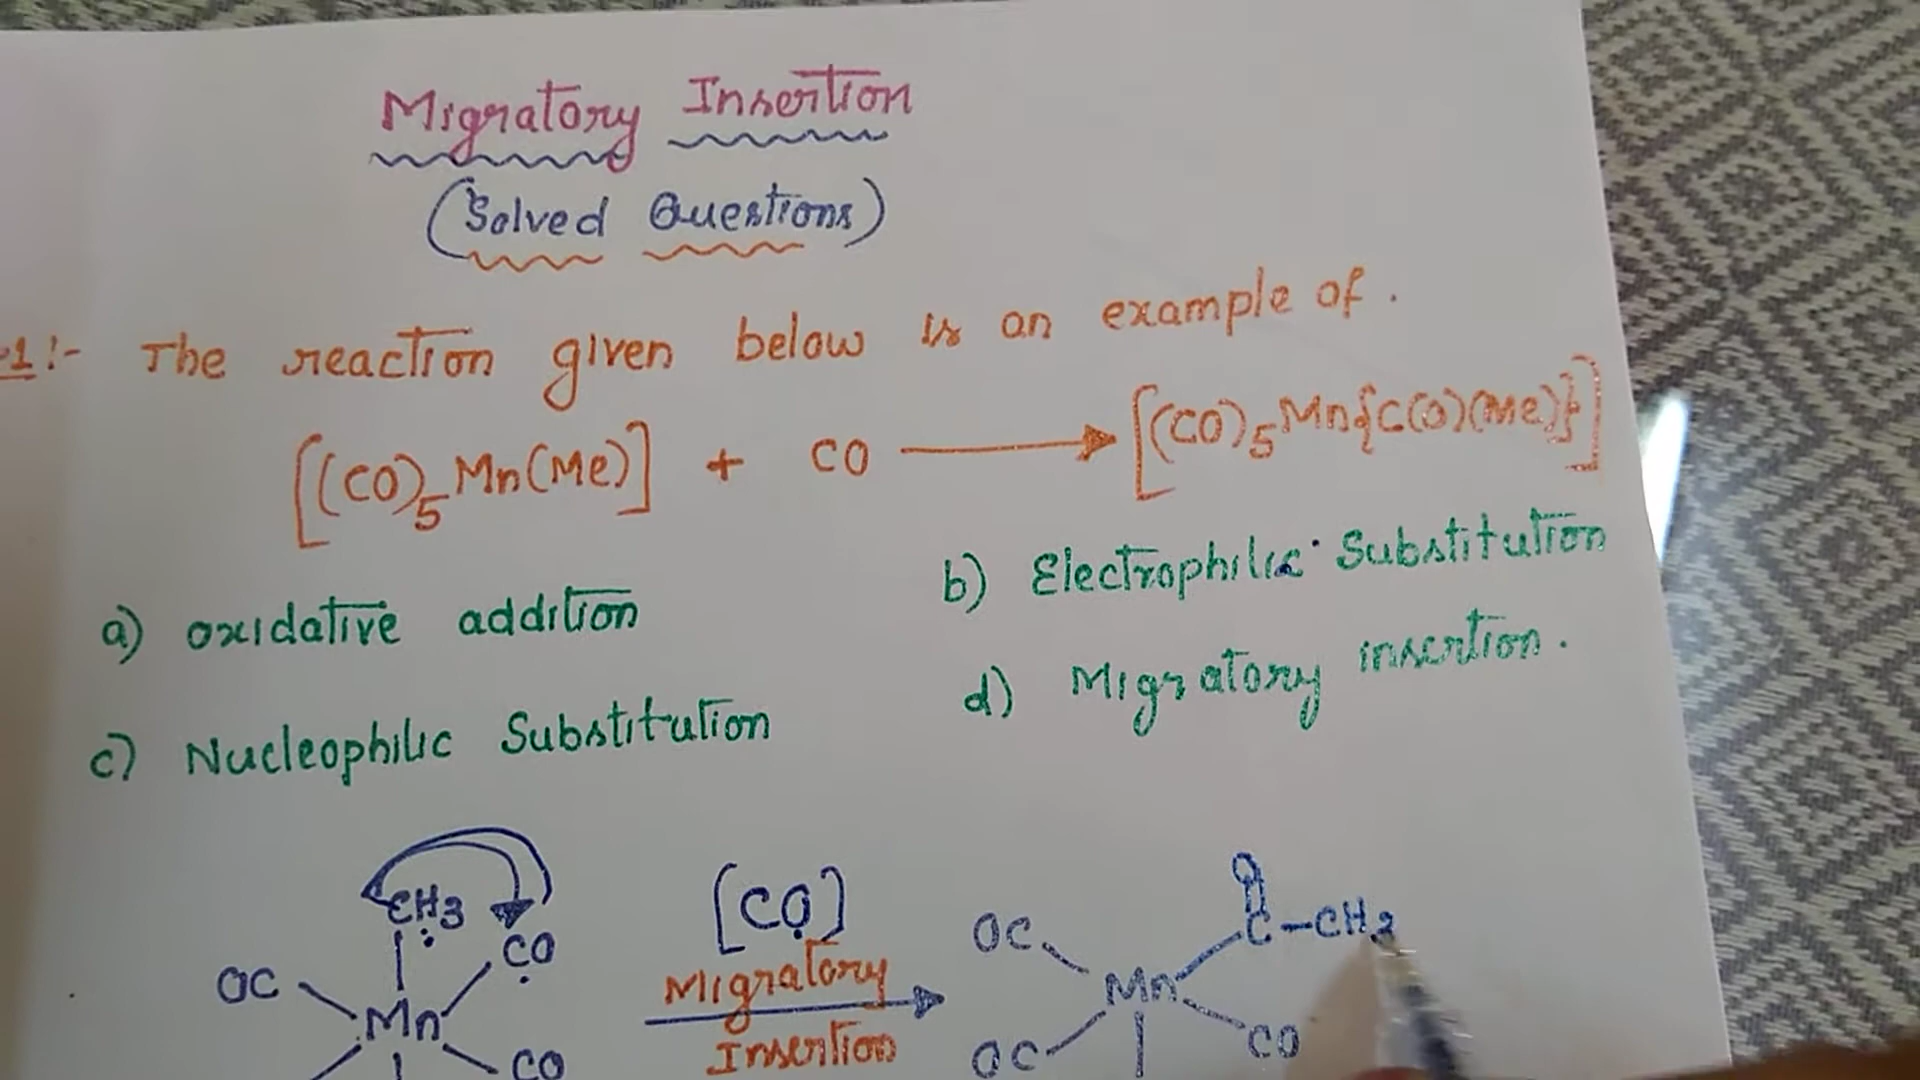 Migratory Insertion
(Solved Questions)
1:- The reaction given below is an example of.
[(CO)5Mn(Me)] + CO → [(CO)5Mn{C(O)(Me)}]
a) oxidative addition
b) Electrophilic Substitution
c) Nucleophilic Substitution
d) Migratory insertion.
CH3
OC
CO
Mn
CO
[CO]
Migratory
Insertion
O
OC
C-CH
Mn
OC
CO